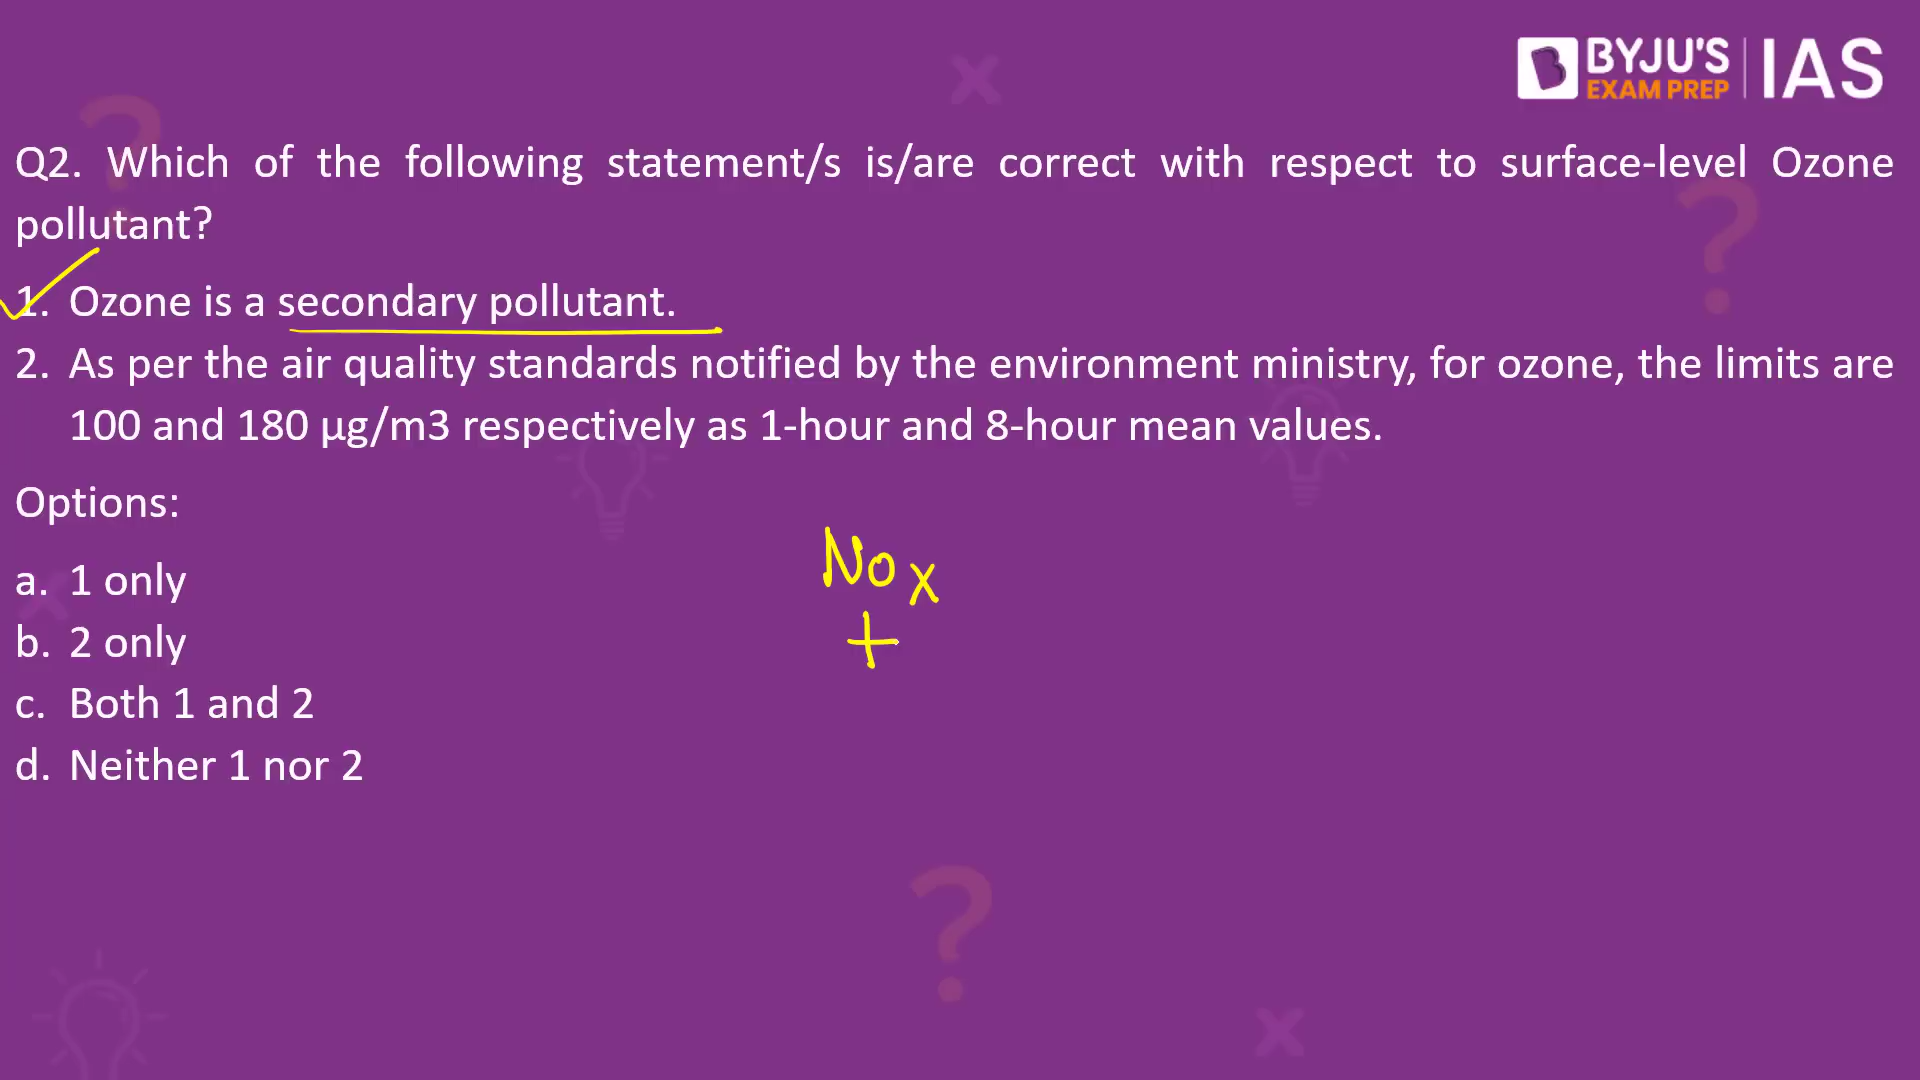 BYJU'S
EXAM PREP
IAS
Q2. Which of the following statement/s is/are correct with respect to surface-level Ozone
pollutant?
1. Ozone is a secondary pollutant.
2. As per the air quality standards notified by the environment ministry, for ozone, the limits are
100 and 180 µg/m3 respectively as 1-hour and 8-hour mean values.
Options:
a. 1 only
b. 2 only
c. Both 1 and 2
d. Neither 1 nor 2
Nox
+